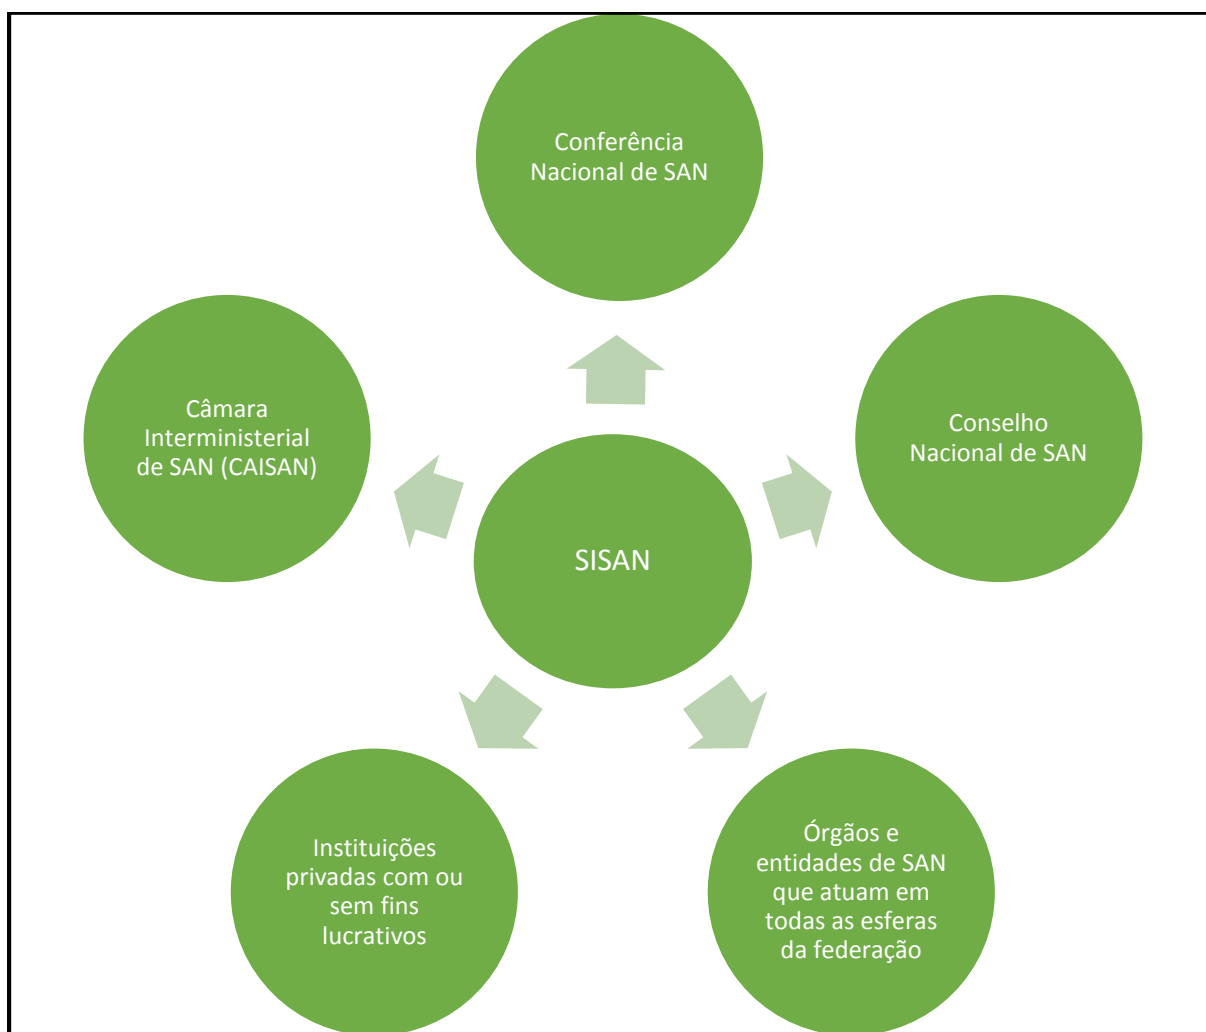 Conferência
Nacional de SAN
Câmara
Interministerial
de SAN (CAISAN)
Conselho
Nacional de SAN
SISAN
Instituições
privadas com ou
sem fins
lucrativos
Órgãos e
entidades de SAN
que atuam em
todas as esferas
da federação